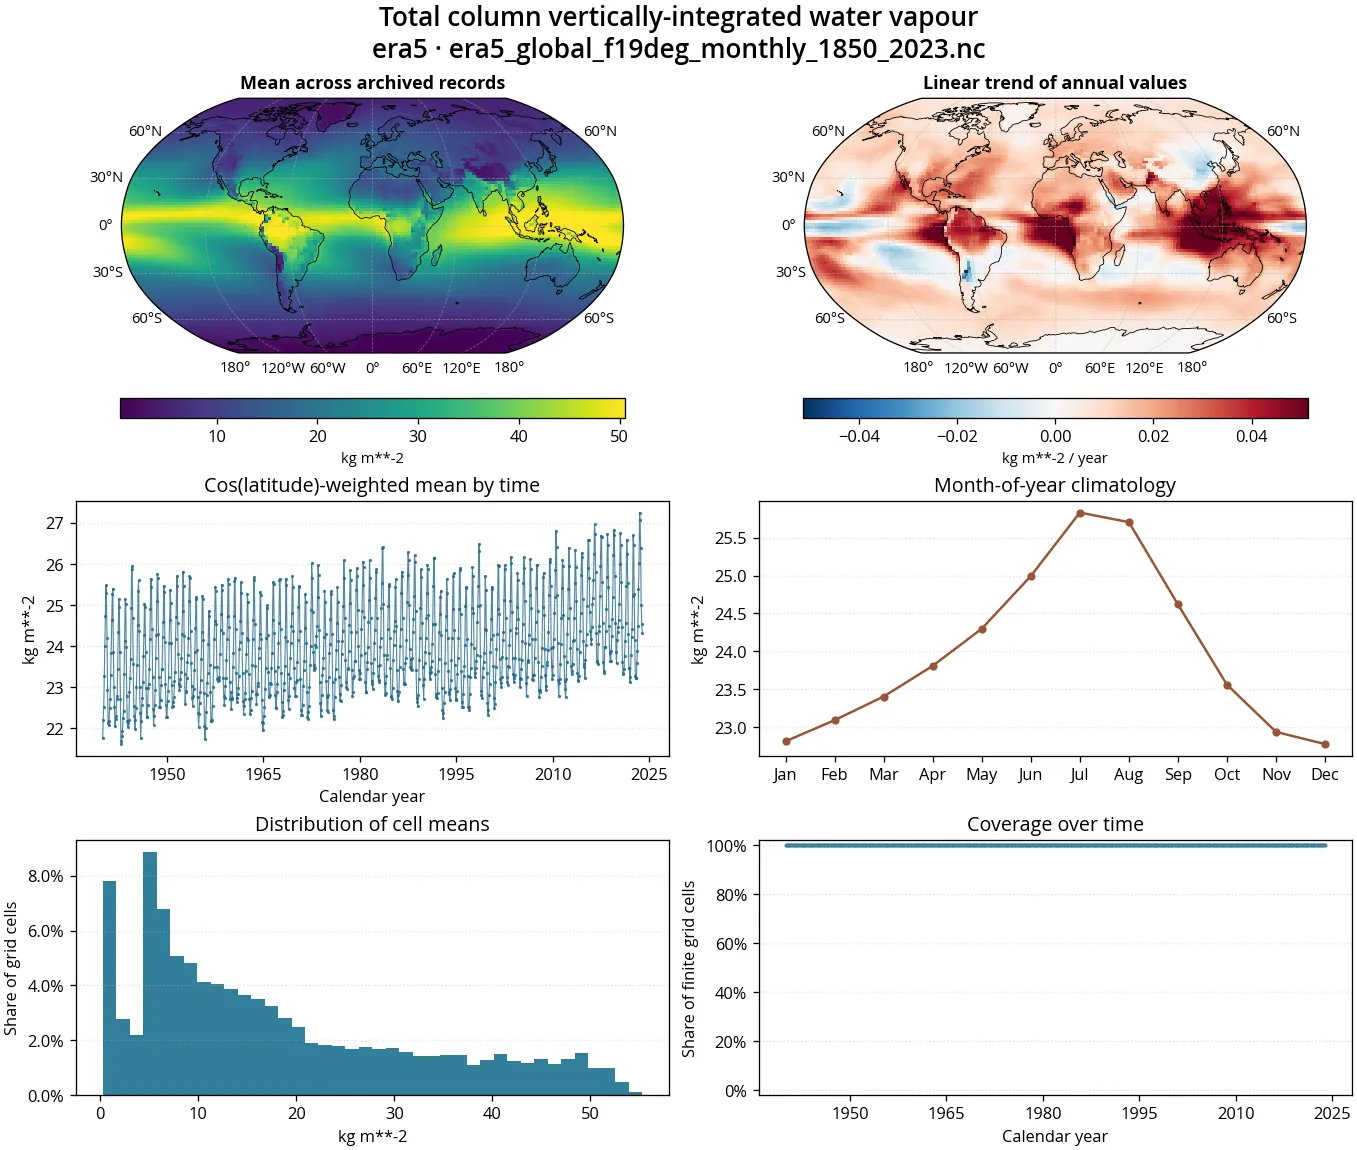 Total column vertically-integrated water vapour
era5 · era5_global_f19deg_monthly_1850_2023.nc
Mean across archived records
60°N 60°N
30°N
0°
30°S
60°S 60°S
180° 120°W 60°W 0° 60°E 120°E 180°
10 20 30 40 50
kg m**-2
Linear trend of annual values
60°N 60°N
30°N
0°
30°S
60°S 60°S
180° 120°W 60°W 0° 60°E 120°E 180°
−0.04 −0.02 0.00 0.02 0.04
kg m**-2 / year
Cos(latitude)-weighted mean by time
kg m**-2
27
26
25
24
23
22
1950 1965 1980 1995 2010 2025
Calendar year
Month-of-year climatology
kg m**-2
25.5
25.0
24.5
24.0
23.5
23.0
Jan Feb Mar Apr May Jun Jul Aug Sep Oct Nov Dec
Distribution of cell means
Share of grid cells
8.0%
6.0%
4.0%
2.0%
0.0%
0 10 20 30 40 50
kg m**-2
Coverage over time
Share of finite grid cells
100%
80%
60%
40%
20%
0%
1950 1965 1980 1995 2010 2025
Calendar year